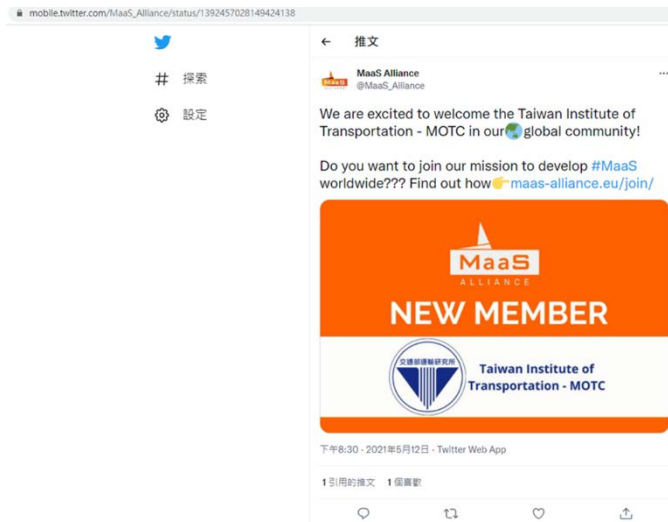 mobile.twitter.com/MaaS_Alliance/status/1392457028149424138
探索
設定
推文
MaaS Alliance
@MaaS_Alliance
We are excited to welcome the Taiwan Institute of
Transportation - MOTC in our🌏global community!
Do you want to join our mission to develop #MaaS
worldwide??? Find out how👉maas-alliance.eu/join/
MaaS
ALLIANCE
NEW MEMBER
交通部運輸研究所
Taiwan Institute of
Transportation - MOTC
下午8:30 · 2021年5月12日 · Twitter Web App
1 引用的推文 1 個喜歡